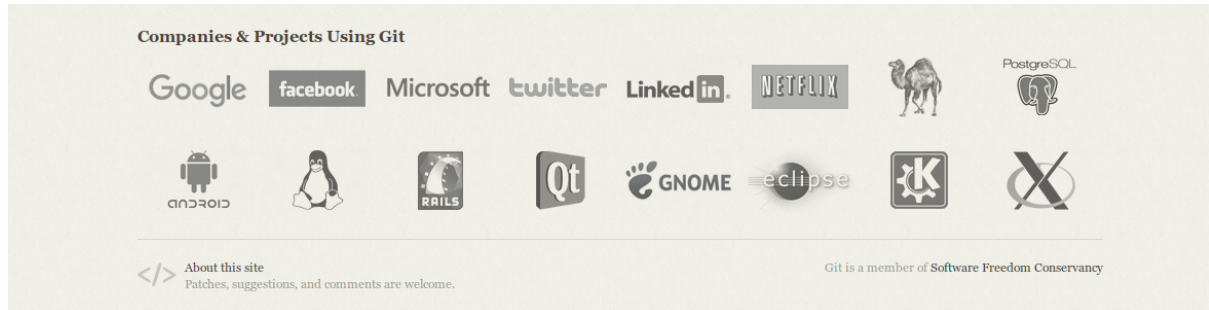 Companies & Projects Using Git
Google facebook Microsoft twitter Linked in. NETFLIX PostgreSQL
ANDROID RAILS Qt GNOME eclipse K X
</> About this site
Patches, suggestions, and comments are welcome.
Git is a member of Software Freedom Conservancy